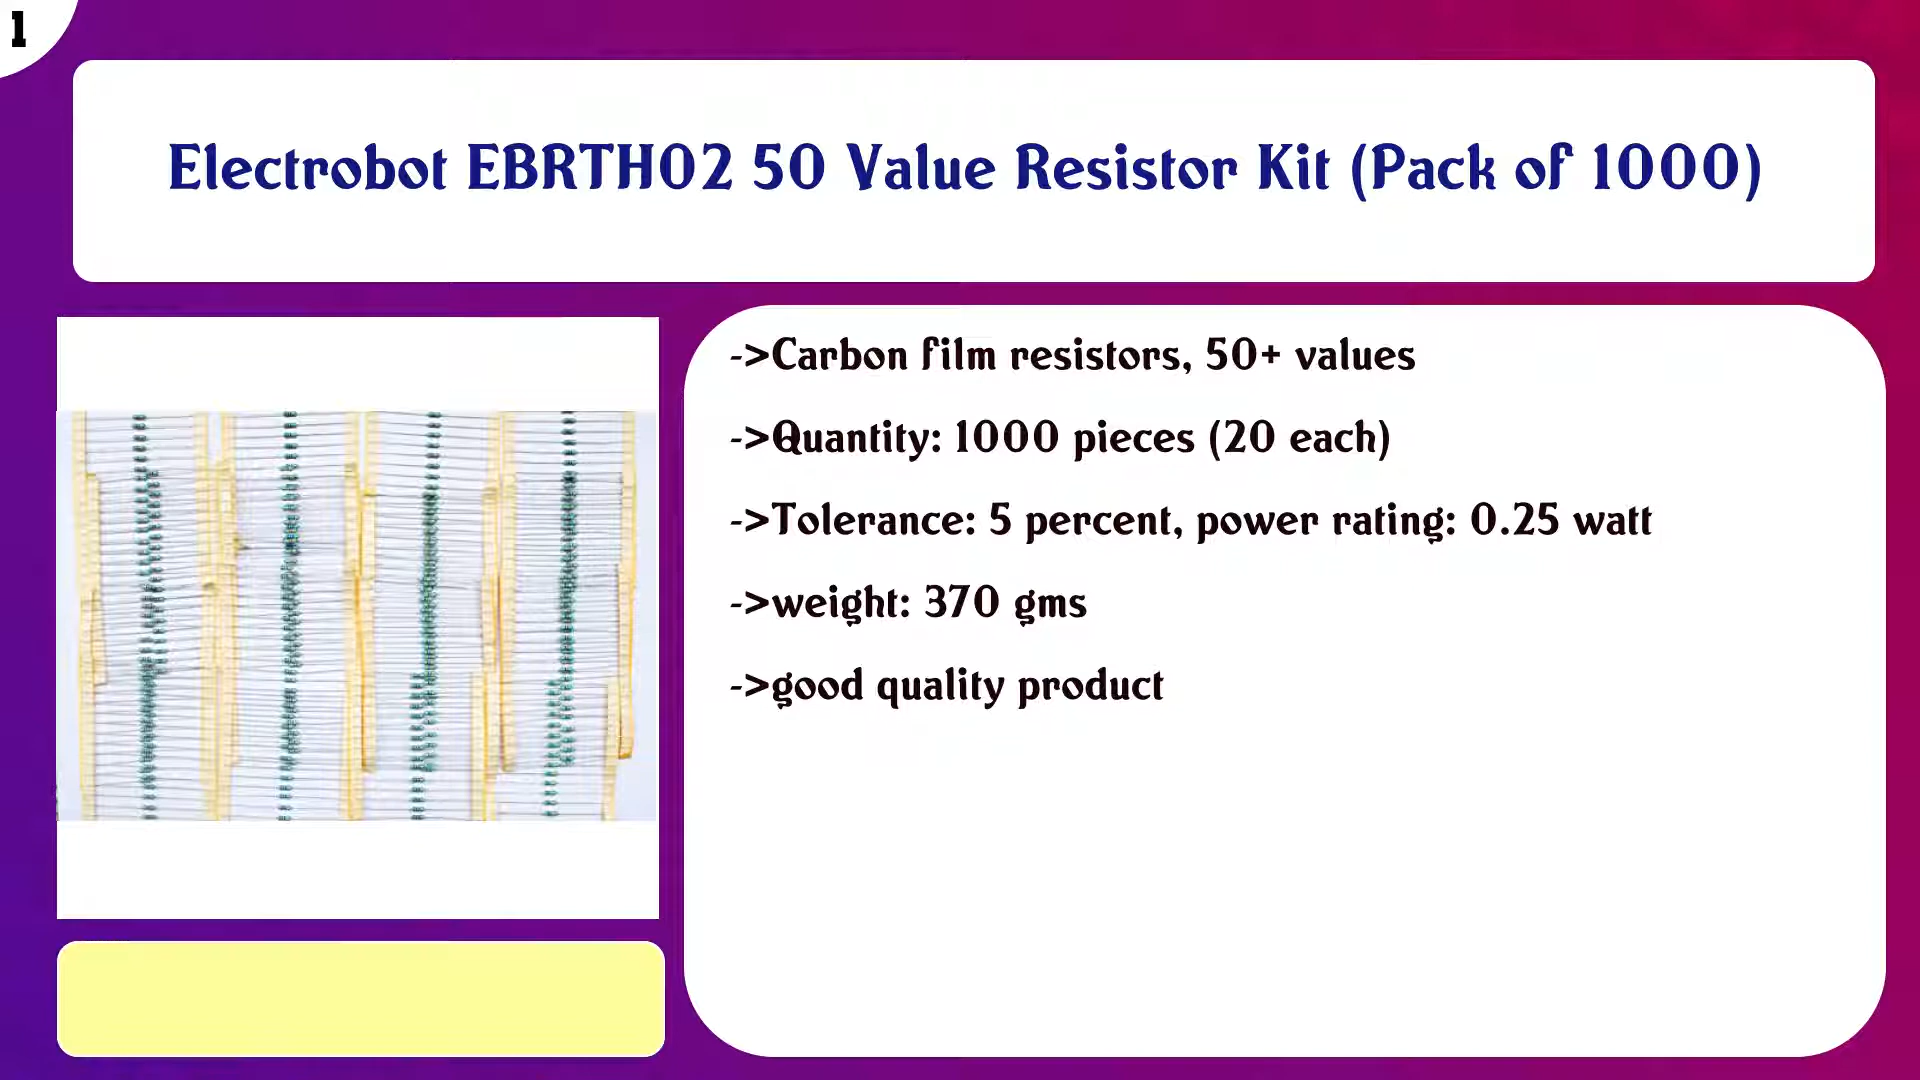 1
Electrobot EBRTH02 50 Value Resistor Kit (Pack of 1000)
->Carbon film resistors, 50+ values
->Quantity: 1000 pieces (20 each)
->Tolerance: 5 percent, power rating: 0.25 watt
->weight: 370 gms
->good quality product